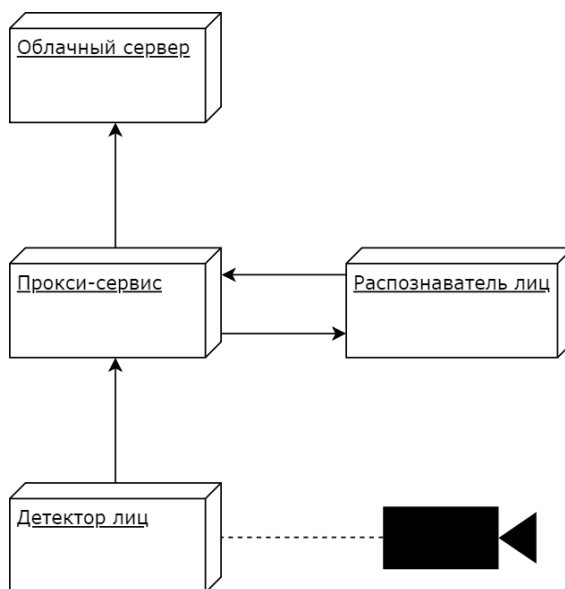 Облачный сервер
Прокси-сервис
Распознаватель лиц
Детектор лиц